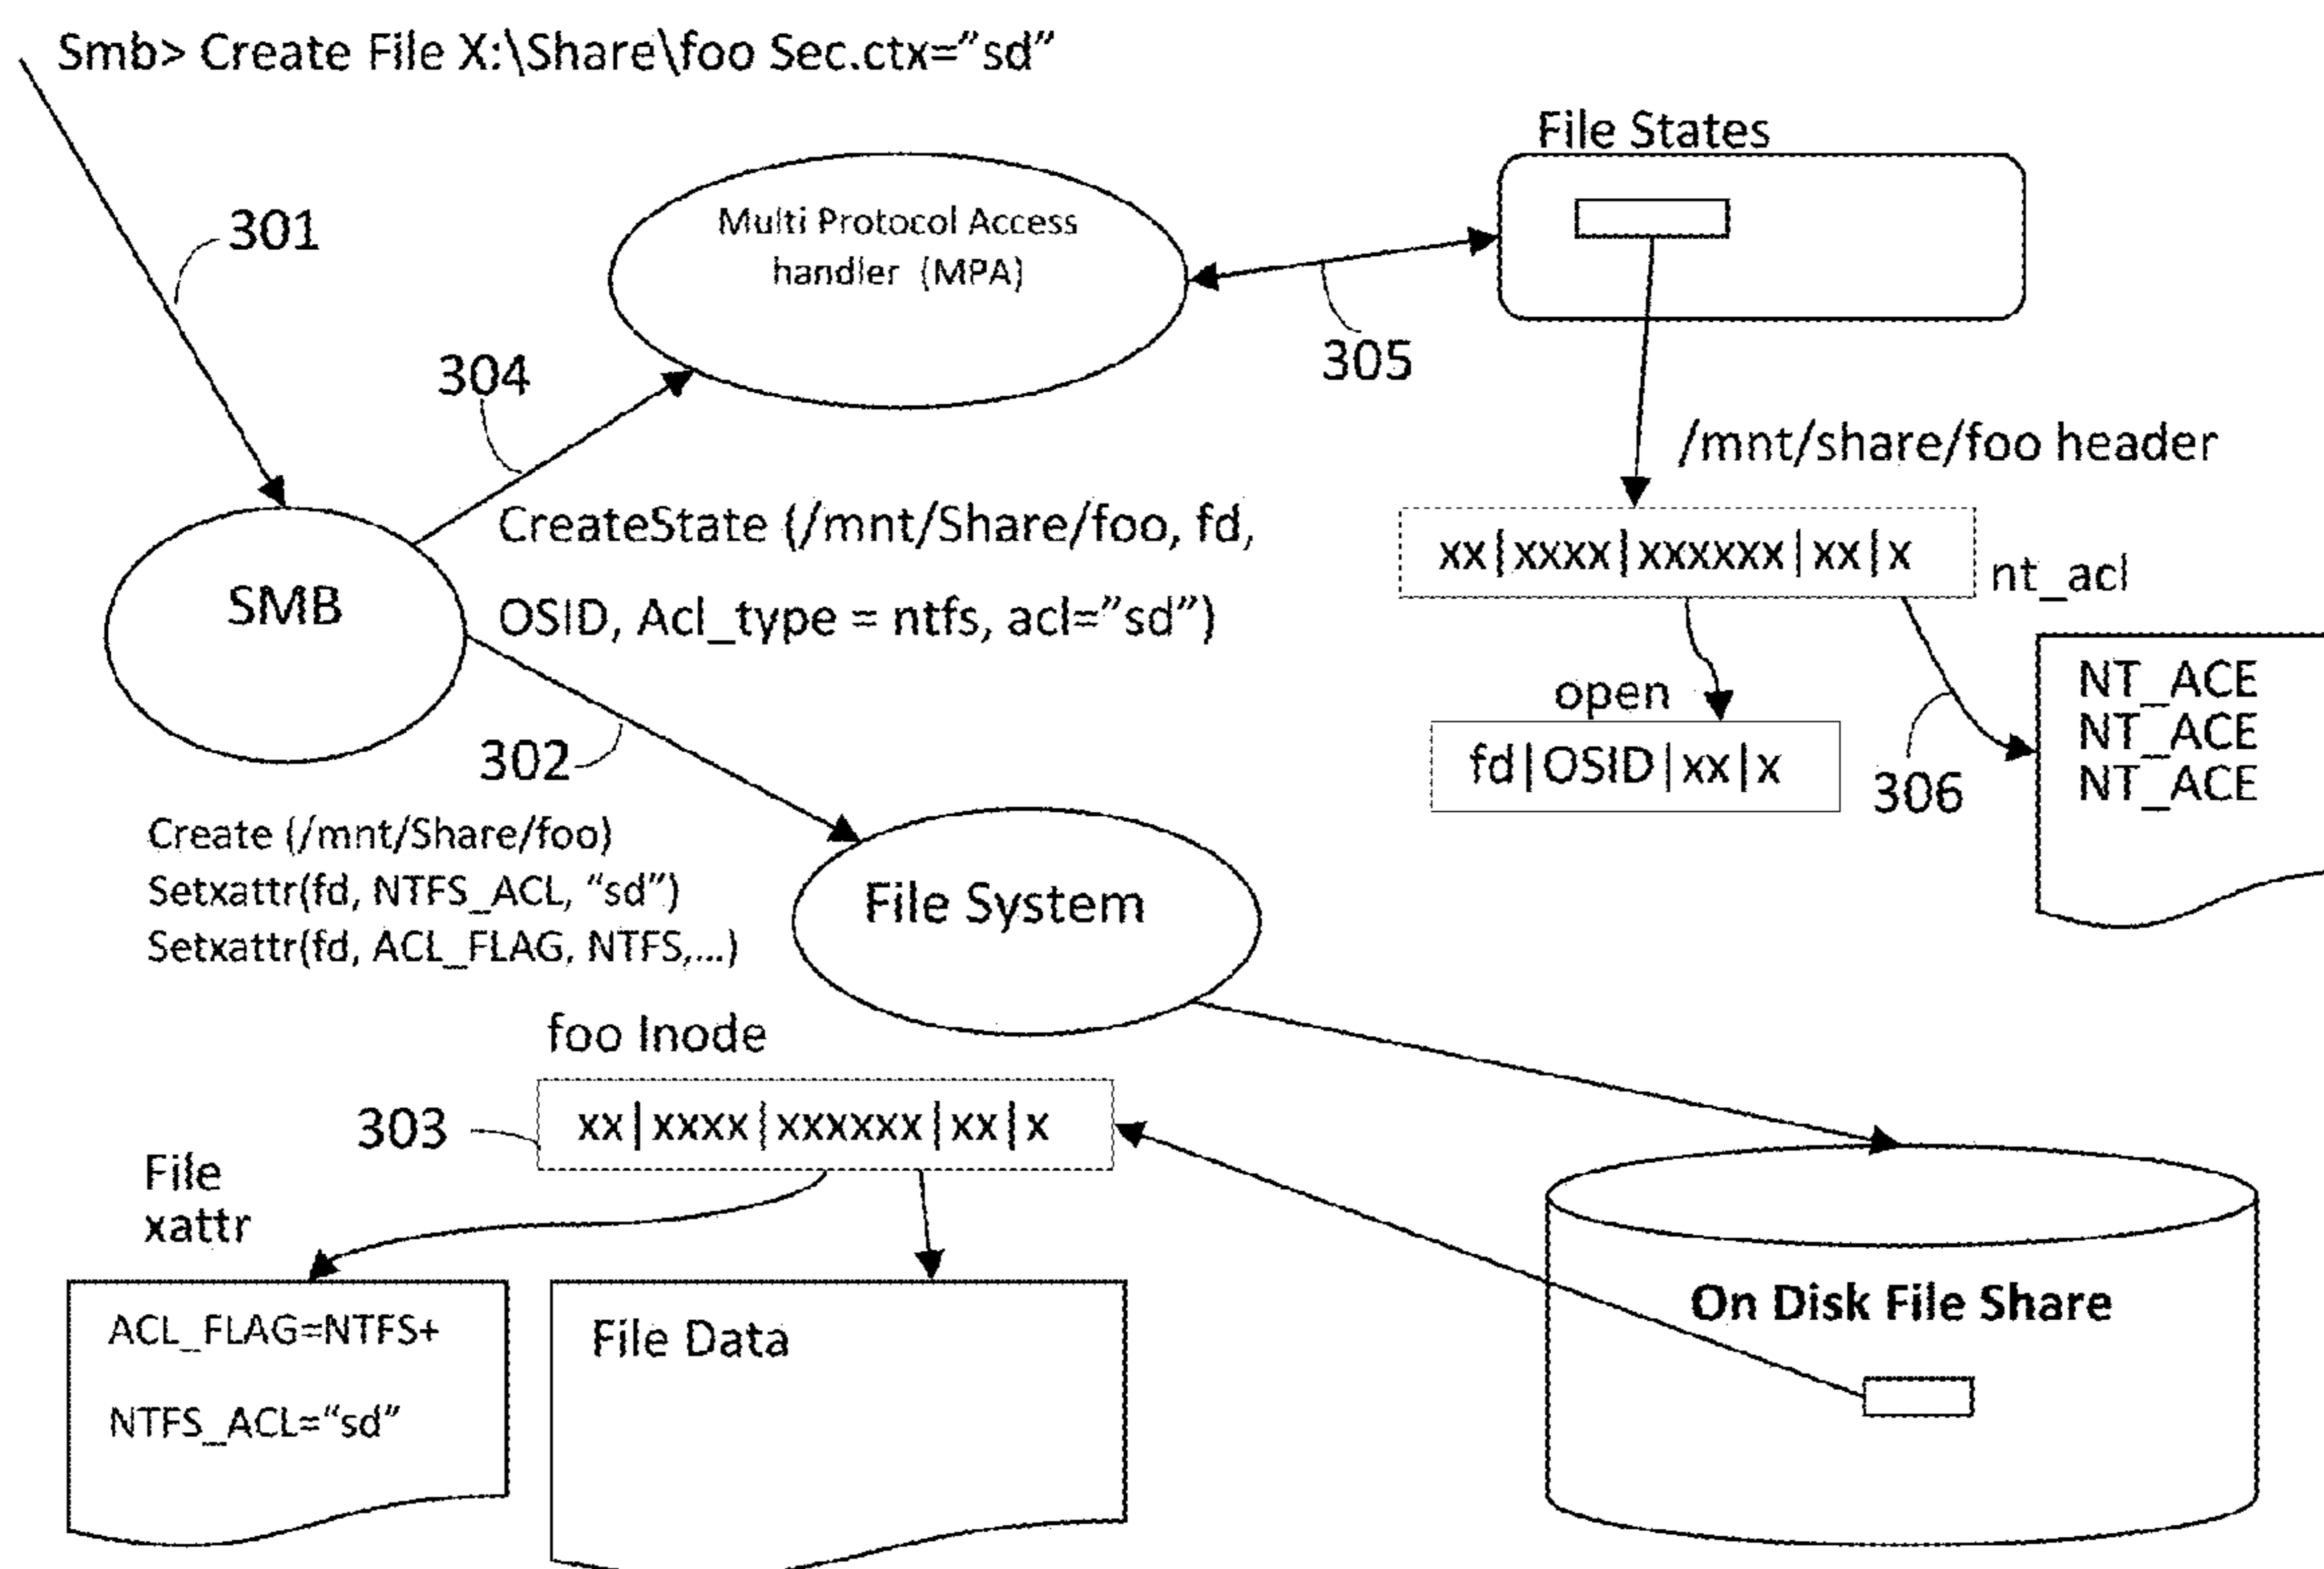 Smb> Create File X:\Share\foo Sec.ctx=”sd”
File States
301
Multi Protocol Access
handler (MPA)
304
305
/mnt/share/foo header
CreateState (/mnt/Share/foo, fd,
OSID, Acl_type = ntfs, acl=”sd”)
SMB
xx|xxxx|xxxxxx|xx|x
nt_acl
open
fd|OSID|xx|x
306
NT_ACE
NT_ACE
NT_ACE
302
Create (/mnt/Share/foo)
Setxattr(fd, NTFS_ACL, “sd”)
Setxattr(fd, ACL_FLAG, NTFS,...)
File System
foo Inode
303
xx|xxxx|xxxxxx|xx|x
File
xattr
ACL_FLAG=NTFS+
NTFS_ACL=“sd”
File Data
On Disk File Share